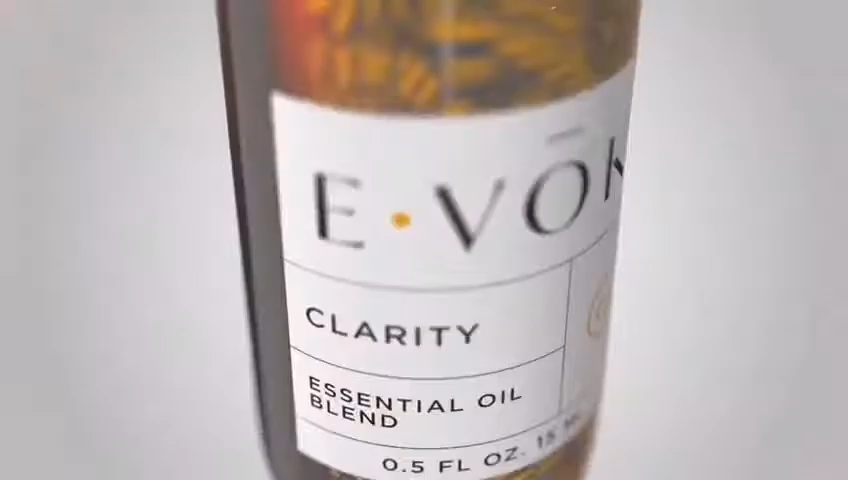 E•VŌ
CLARITY
ESSENTIAL OIL
BLEND
0.5 FL OZ. 15